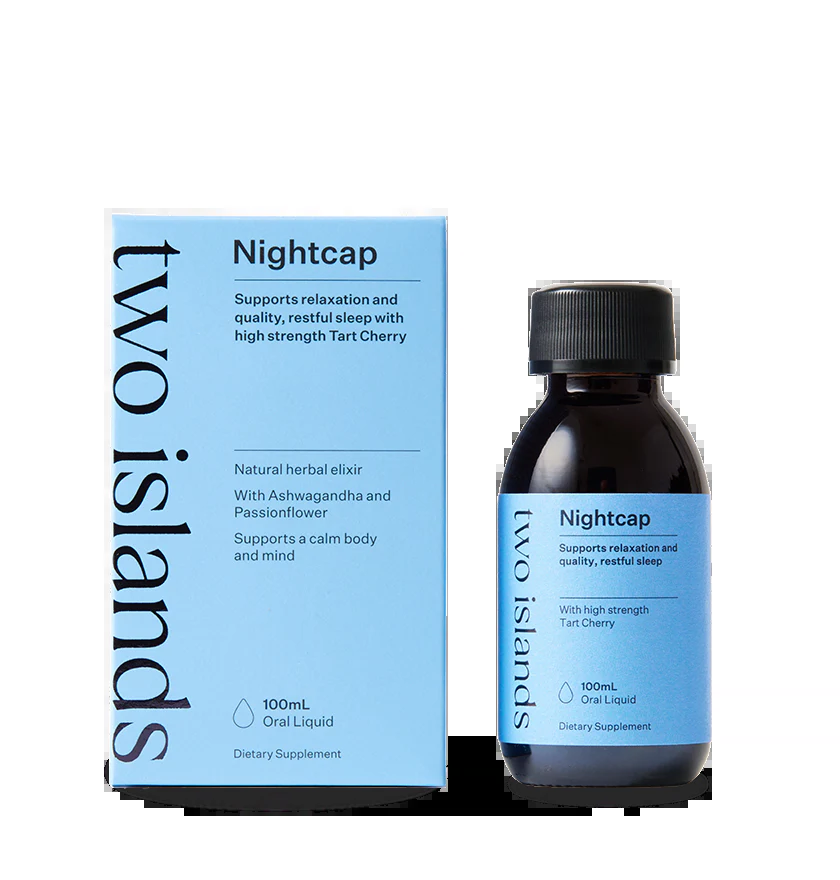 two islands
Nightcap
Supports relaxation and
quality, restful sleep with
high strength Tart Cherry
Natural herbal elixir
With Ashwagandha and
Passionflower
Supports a calm body
and mind
100mL
Oral Liquid
Dietary Supplement
two islands
Nightcap
Supports relaxation and
quality, restful sleep
With high strength
Tart Cherry
100mL
Oral Liquid
Dietary Supplement